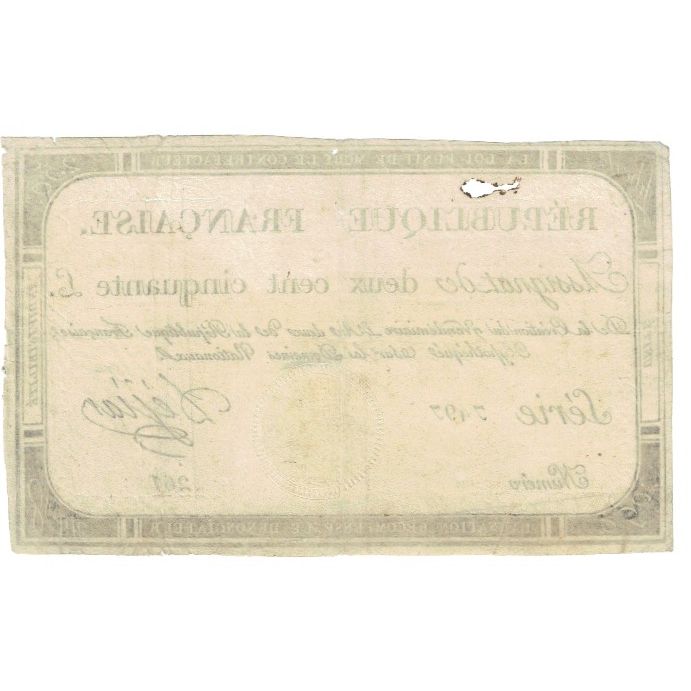 LA LOI PUNIT DE MORT LE CONTREFACTEUR
RÉPUBLIQUE FRANÇAISE.
Assignat de deux cent cinquante L.
De la Création du 7 Vendémiaire l'An deux de la République Française,
Hypothéqué sur les Domaines Nationaux.
Série 7497
Numéro 261
LA NATION RÉCOMPENSE LE DÉNONCIATEUR